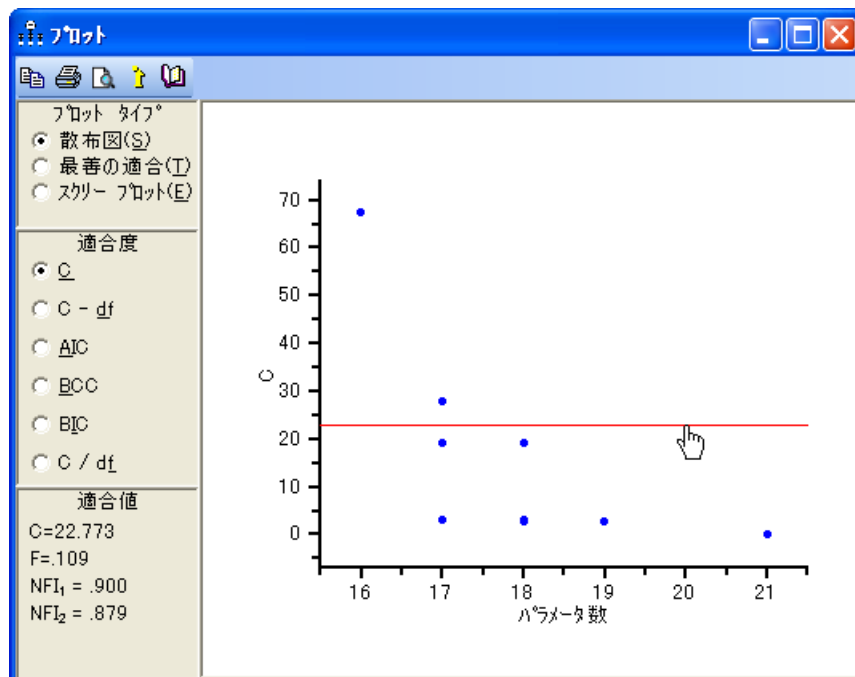 プロット
プロット タイプ
散布図(S)
最善の適合(T)
スクリー プロット(E)
適合度
C
C - df
AIC
BCC
BIC
C / df
適合値
C=22.773
F=.109
NFI₁ = .900
NFI₂ = .879
70
60
50
40
30
20
10
0
C
16 17 18 19 20 21
パラメータ数